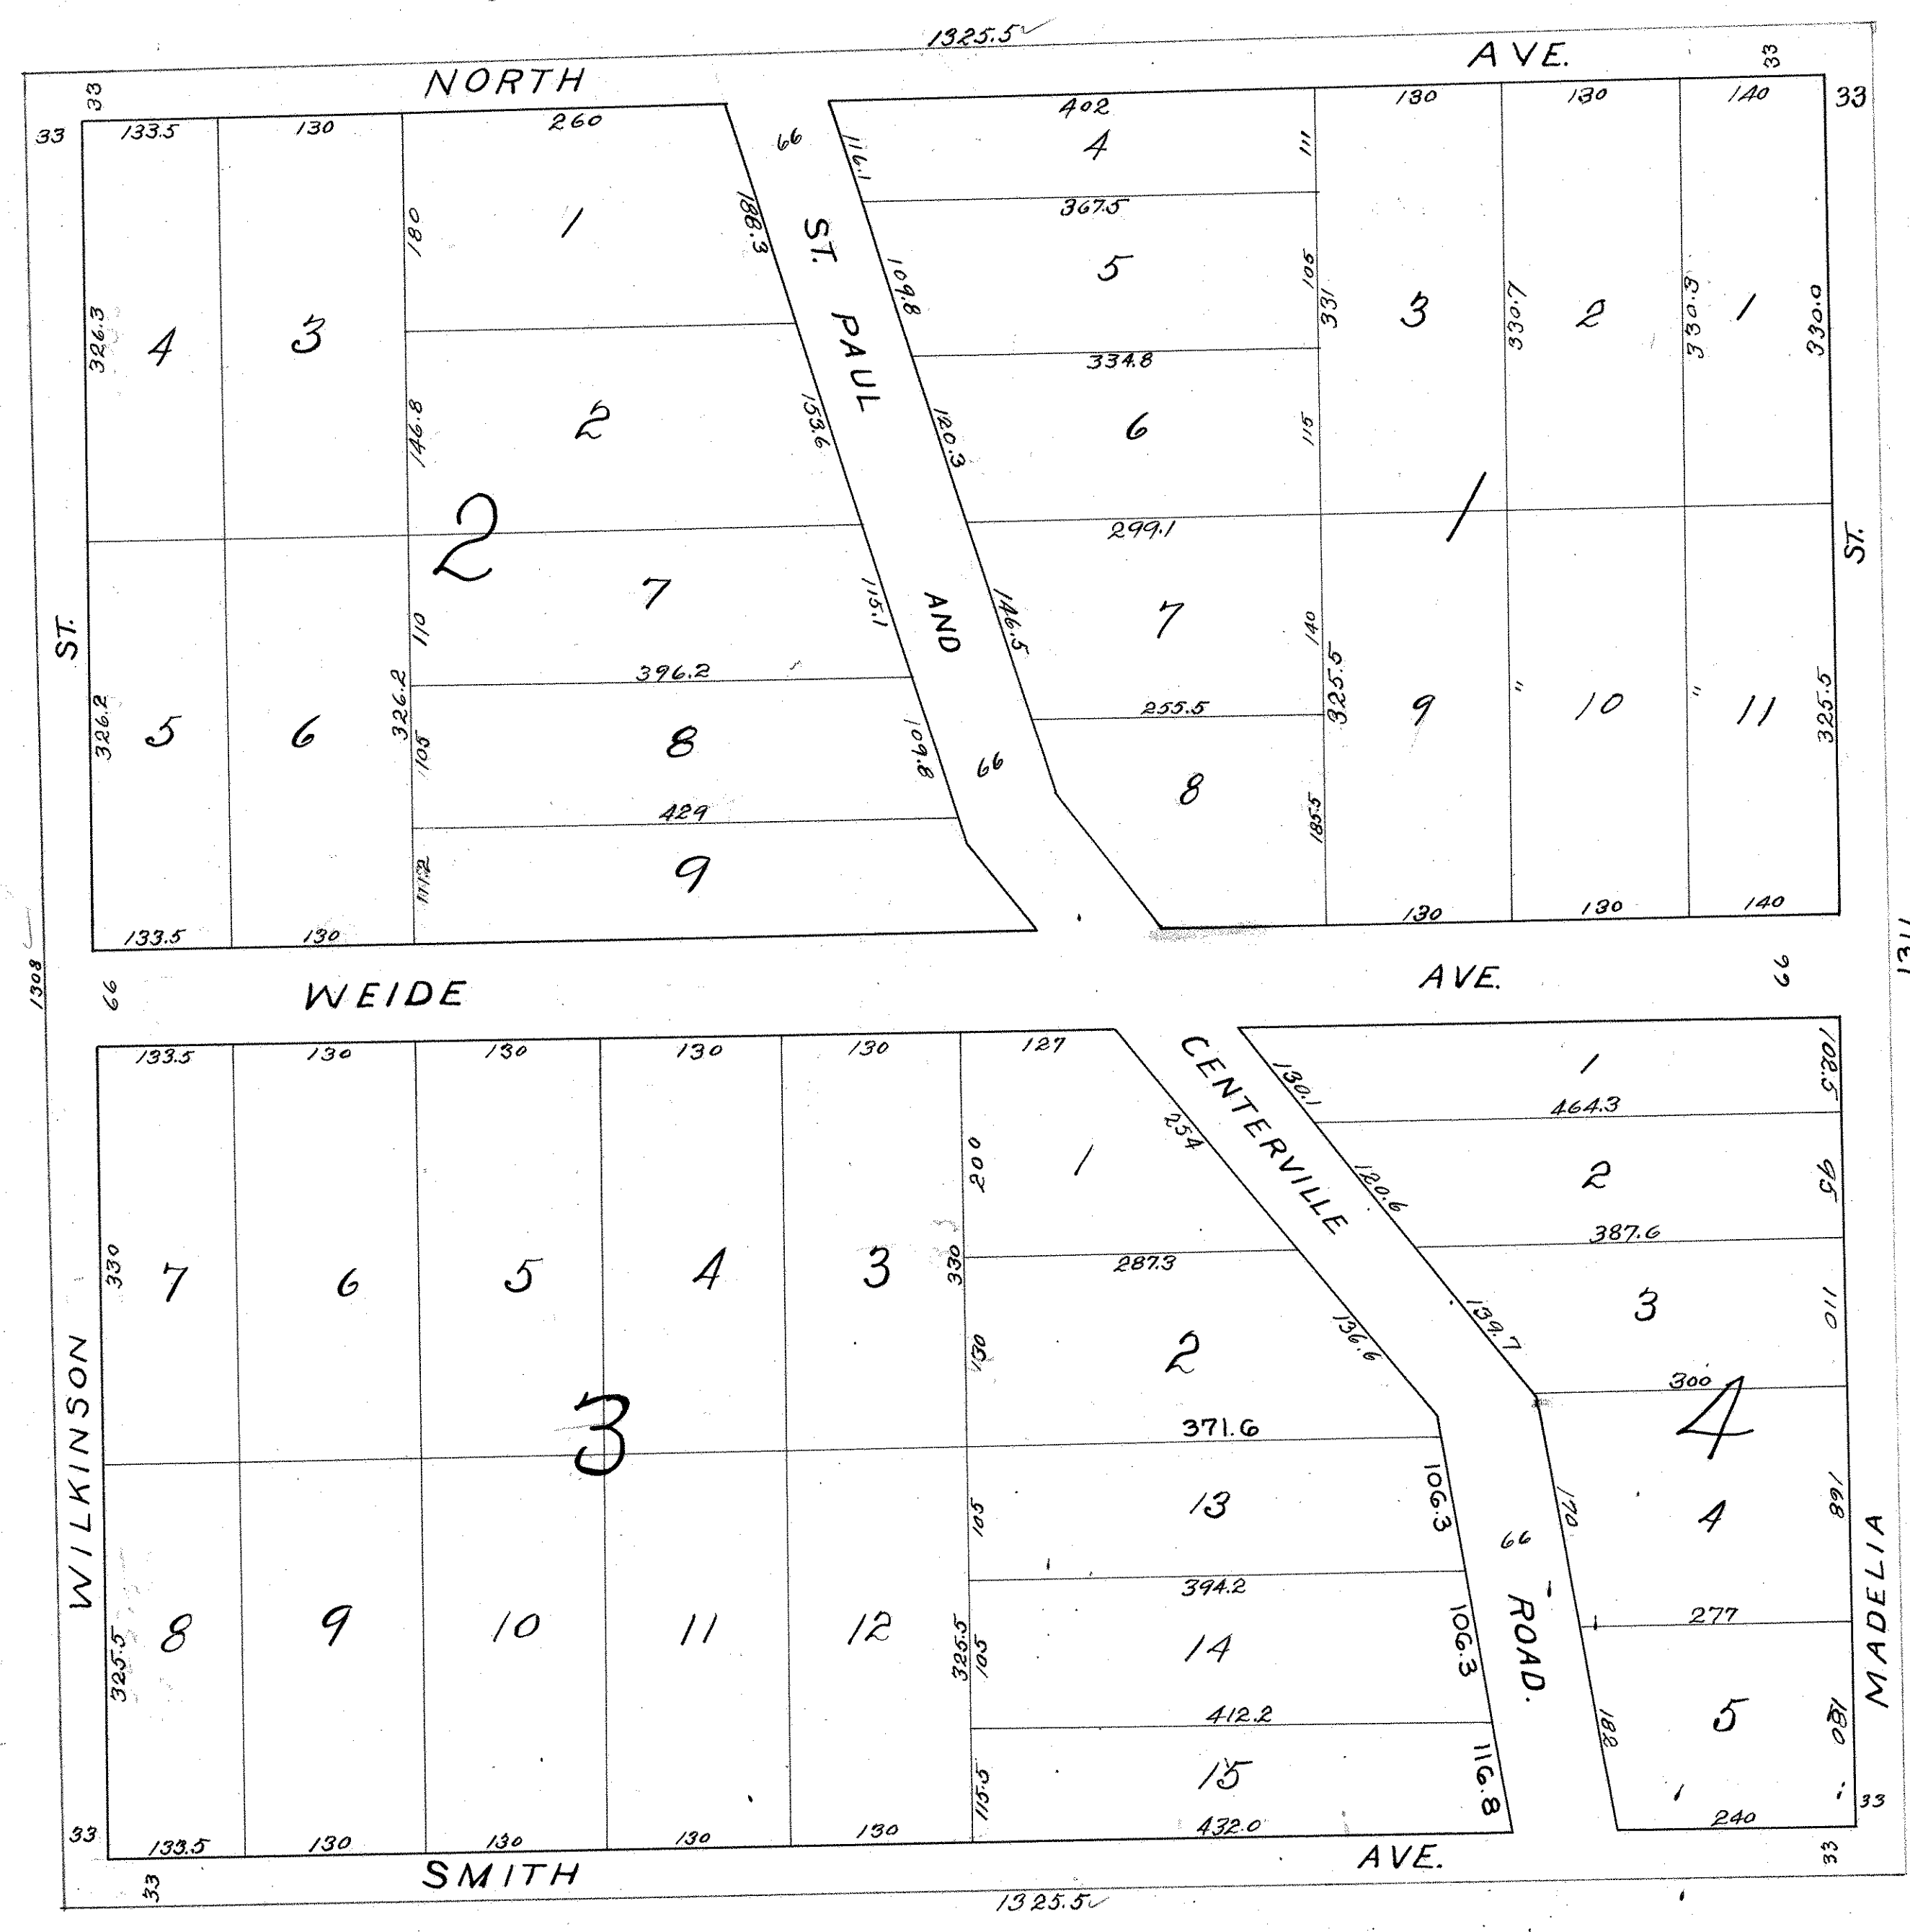 1325.5
NORTH AVE.
33 33
33 133.5 130 260 66 402 130 130 140 33
116.1 4 111
180 1 188.3 ST. 367.5
109.8 5 105
326.3 4 3 PAUL 331 3 330.7 2 330.3 1 330.0
334.8
146.8 2 153.6 120.3 6 115
2 299.1 1 ST.
ST. 110 7 115.1 AND 146.5 7 140
396.2
326.2 5 6 326.2 105 8 109.8 66 255.5 325.5 9 " 10 " 11 325.5
429 8 185.5
111.2 9
133.5 130 130 130 140
1308 66 WEIDE AVE. 66 1311
133.5 130 130 130 130 127 CENTERVILLE 130.1 1 102.5
464.3
200 1 254 120.6 2 95
387.6
330 7 6 5 4 3 330 287.3
130 2 136.6 139.7 3 110
300
3 371.6 4
WILKINSON 105 13 106.3 66 170 4 168 MADELIA
394.2
325.5 8 9 10 11 12 325.5 105 14 106.3 ROAD. 277
412.2
115.5 15 116.8 182 5 180
33 133.5 130 130 130 130 432.0 240 33
33 SMITH AVE. 33
1325.5